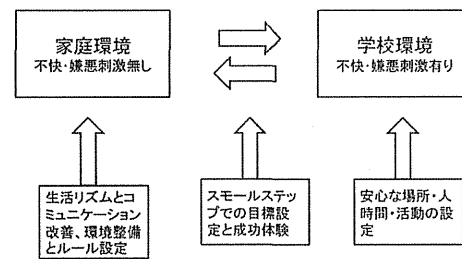 家庭環境
不快・嫌悪刺激無し
学校環境
不快・嫌悪刺激有り
生活リズムとコ
ミュニケーション
改善、環境整備
とルール設定
スモールステッ
プでの目標設
定と成功体験
安心な場所・人
時間・活動の設
定